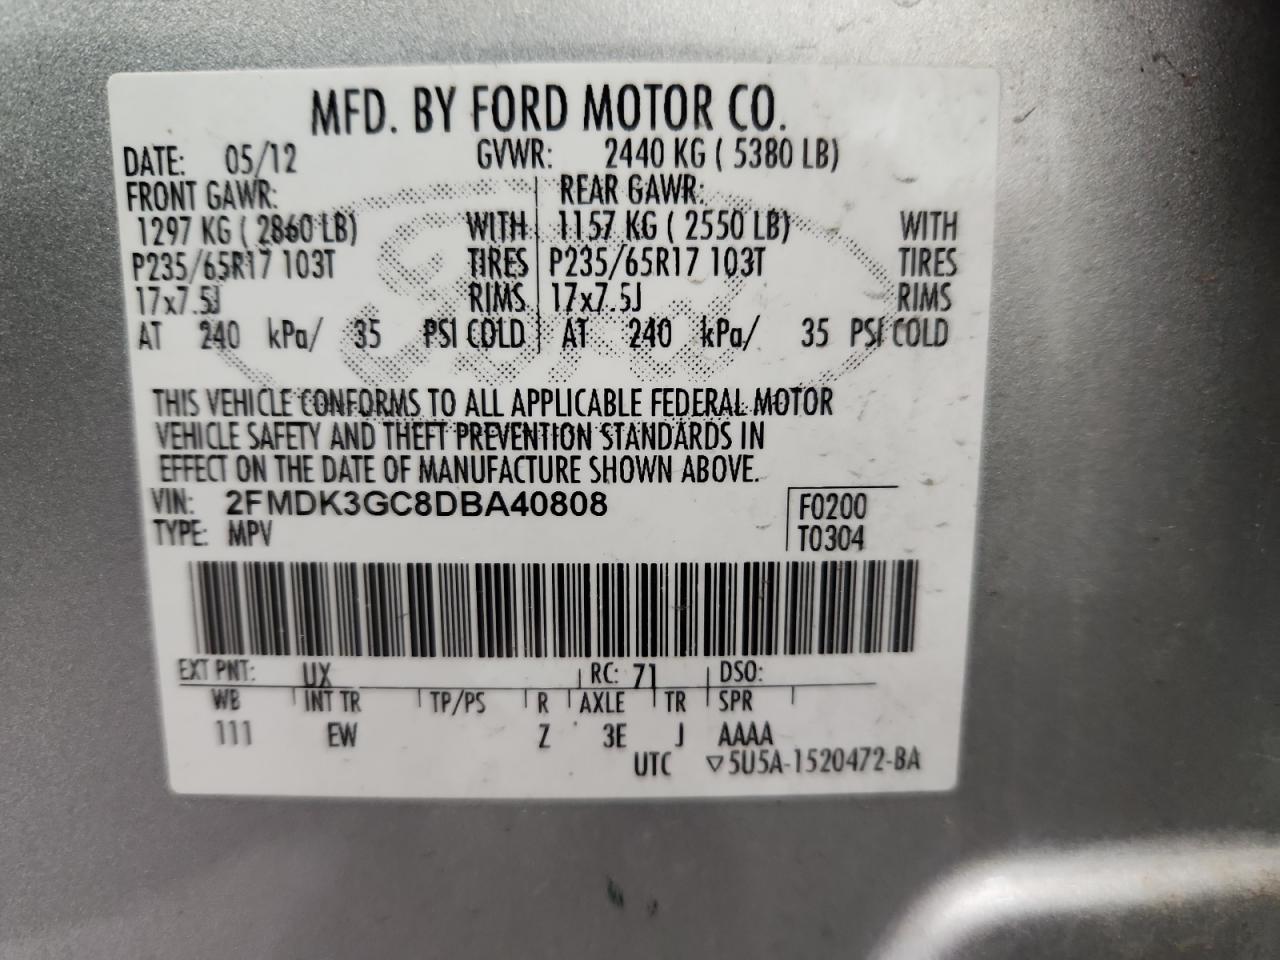 MFD. BY FORD MOTOR CO.
DATE: 05/12 GVWR: 2440 KG ( 5380 LB)
FRONT GAWR: REAR GAWR:
1297 KG ( 2860 LB) WITH 1157 KG ( 2550 LB) WITH
P235/65R17 103T TIRES P235/65R17 103T TIRES
17x7.5J RIMS 17x7.5J RIMS
AT 240 kPa/ 35 PSI COLD AT 240 kPa/ 35 PSI COLD
THIS VEHICLE CONFORMS TO ALL APPLICABLE FEDERAL MOTOR
VEHICLE SAFETY AND THEFT PREVENTION STANDARDS IN
EFFECT ON THE DATE OF MANUFACTURE SHOWN ABOVE.
VIN: 2FMDK3GC8DBA40808 F0200
TYPE: MPV T0304
EXT PNT: UX RC: 71 DSO:
WB INT TR TP/PS R AXLE TR SPR
111 EW Z 3E J AAAA
UTC ▽5U5A-1520472-BA